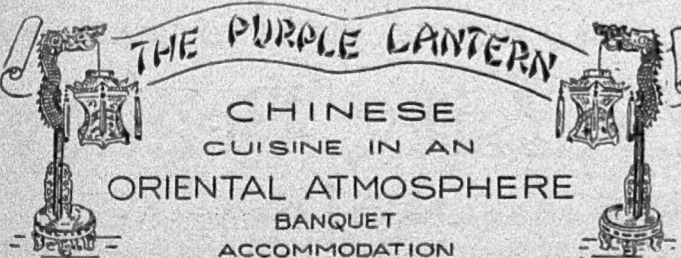 THE PURPLE LANTERN
CHINESE
CUISINE IN AN
ORIENTAL ATMOSPHERE
BANQUET
ACCOMMODATION